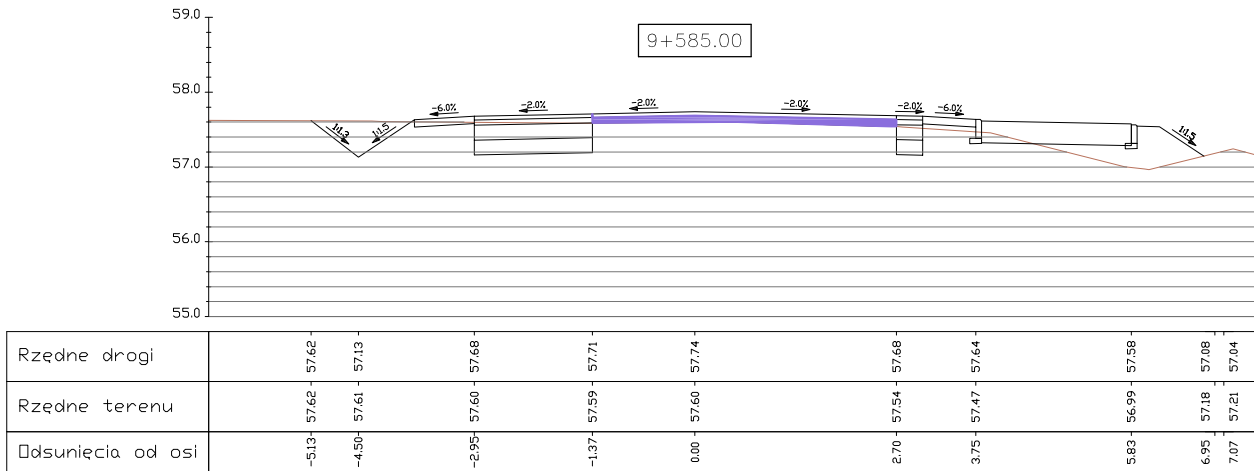 59.0
9+585.00
58.0
-6.0% -2.0% -2.0% -2.0% -2.0% -6.0%
1:1.3 1:1.5 1:1.5
57.0
56.0
55.0
Rzędne drogi 57.62 57.13 57.68 57.71 57.74 57.68 57.64 57.58 57.08 57.04
Rzędne terenu 57.62 57.61 57.60 57.59 57.60 57.54 57.47 56.99 57.18 57.21
Odsunięcia od osi -5.13 -4.50 -2.95 -1.37 0.00 2.70 3.75 5.83 6.95 7.07